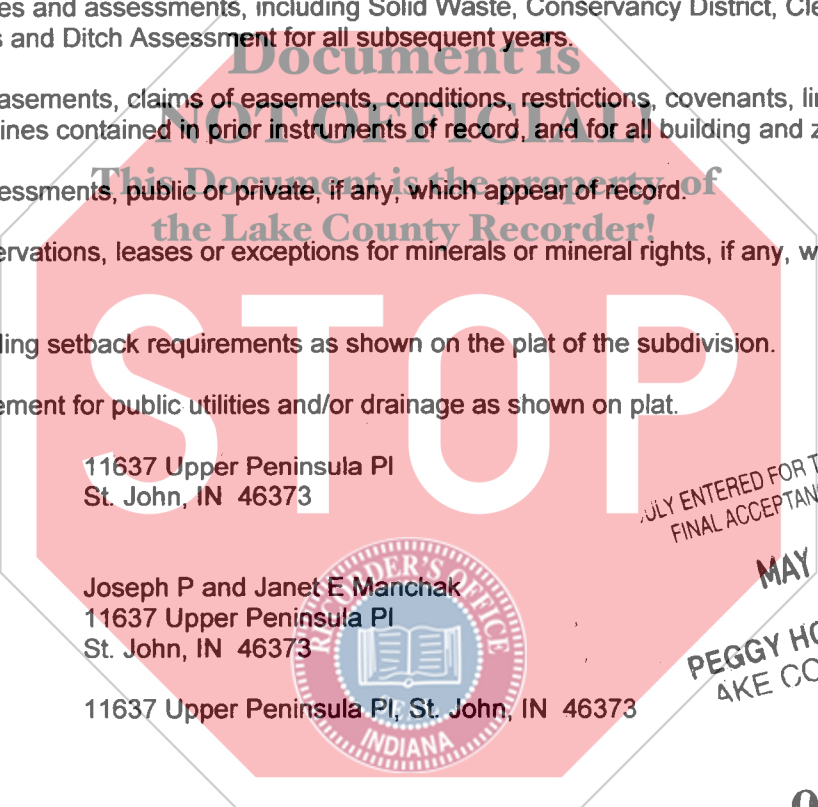 es and assessments, including Solid Waste, Conservancy District, Cle
s and Ditch Assessment for all subsequent years.
Document is
asements, claims of easements, conditions, restrictions, covenants, lin
NOT OFFICIAL!
ines contained in prior instruments of record, and for all building and z
This Document is the property of
essments, public or private, if any, which appear of record.
the Lake County Recorder!
ervations, leases or exceptions for minerals or mineral rights, if any, w
STOP
ling setback requirements as shown on the plat of the subdivision.
ement for public utilities and/or drainage as shown on plat.
11637 Upper Peninsula Pl
St. John, IN 46373
ULY ENTERED FOR T
FINAL ACCEPTAN
MAY
Joseph P and Janet E Manchak
11637 Upper Peninsula Pl
St. John, IN 46373
PEGGY HO
AKE CO
RECORDER'S OFFICE
SEAL
INDIANA
11637 Upper Peninsula Pl, St. John, IN 46373